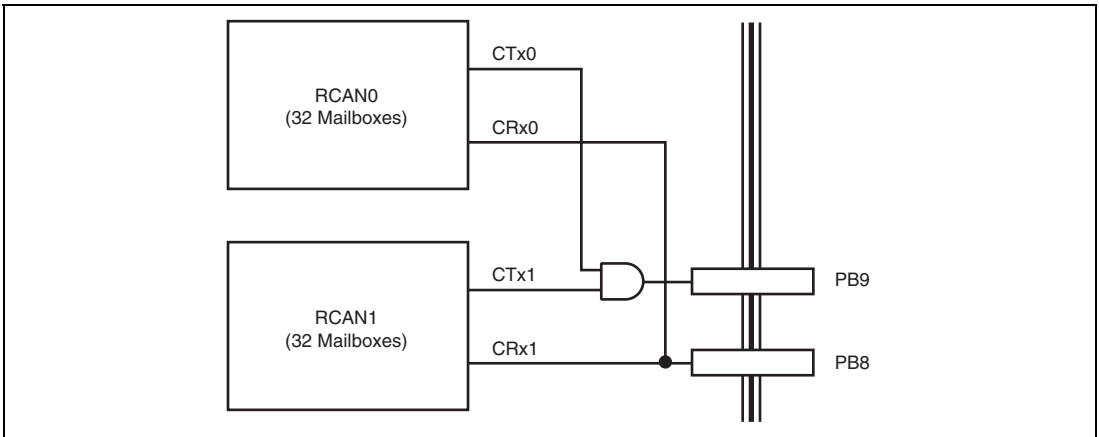 RCAN0
(32 Mailboxes)
CTx0
CRx0
RCAN1
(32 Mailboxes)
CTx1
CRx1
PB9
PB8